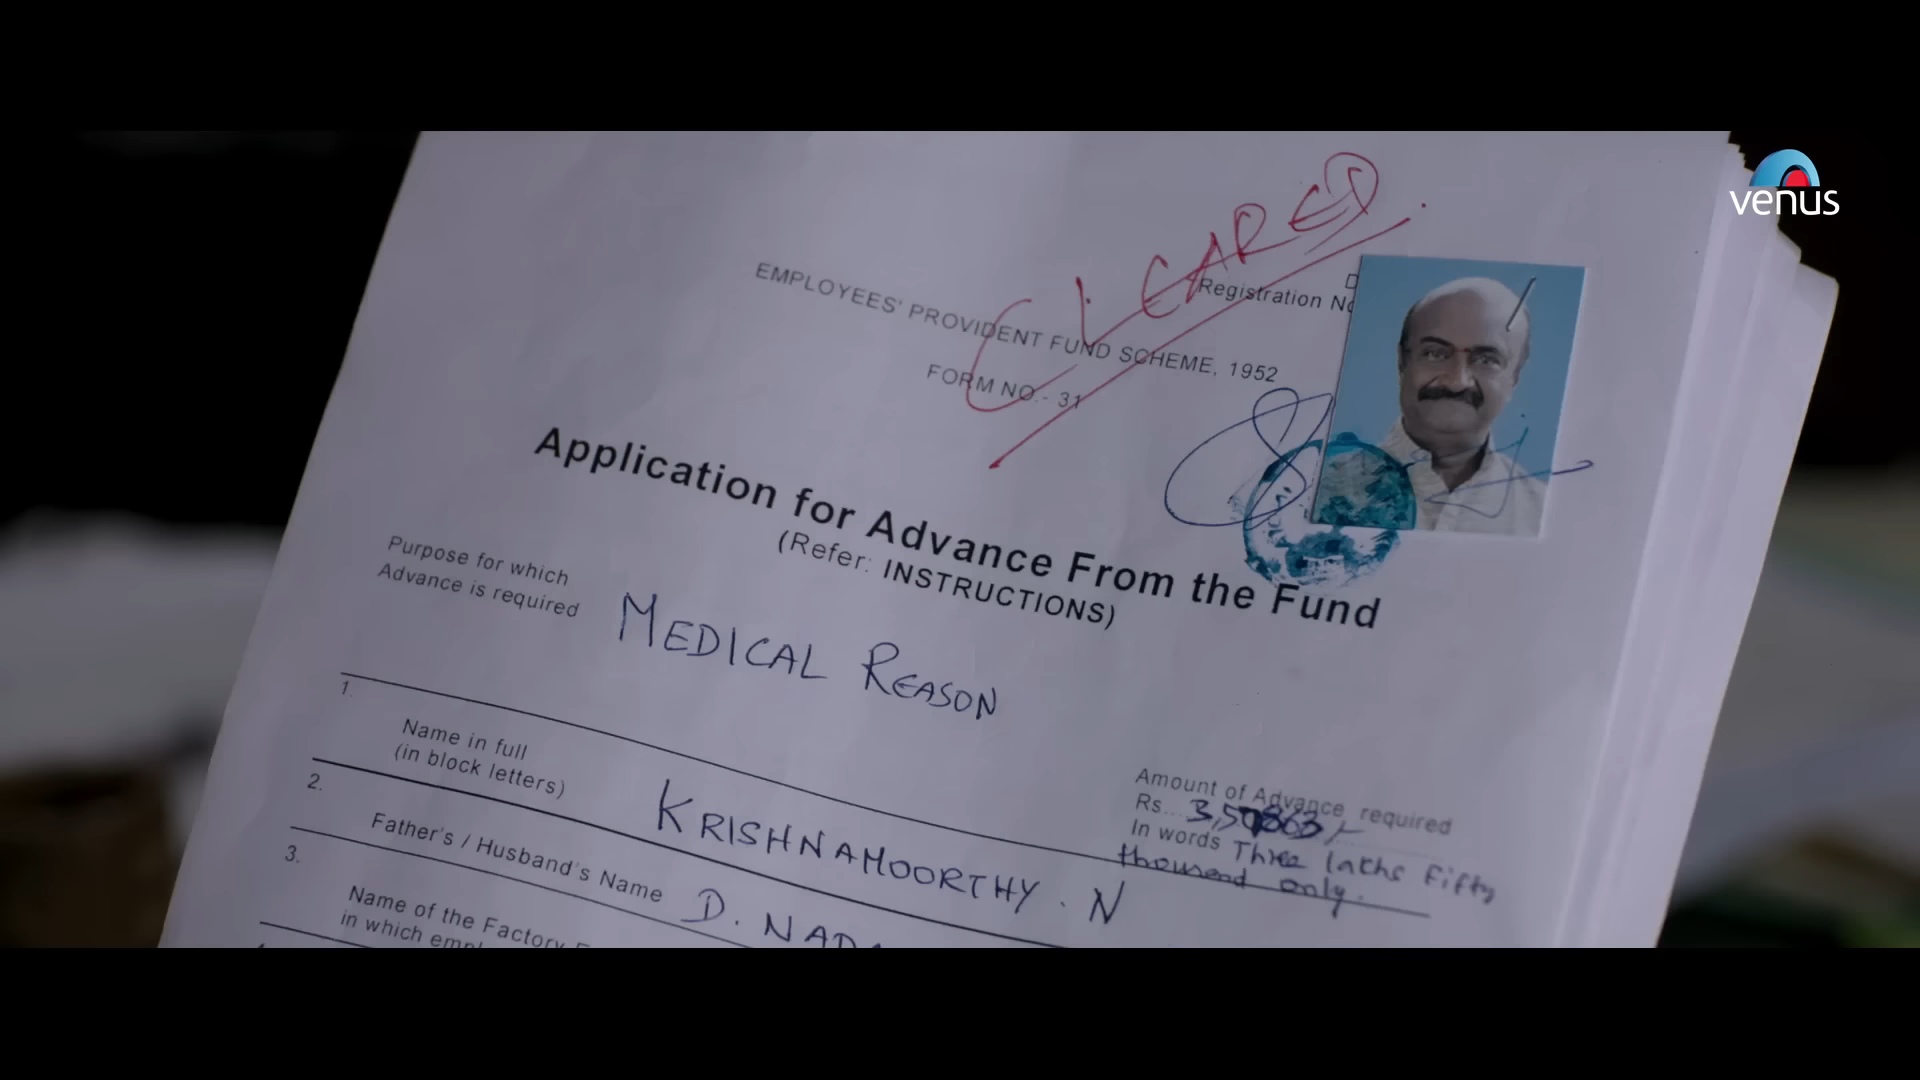 venus
CLEARED
D
Registration No
EMPLOYEES' PROVIDENT FUND SCHEME, 1952
FORM NO.- 31
Application for Advance From the Fund
(Refer: INSTRUCTIONS)
Purpose for which
Advance is required
MEDICAL REASON
1.
Name in full
(in block letters)
KRISHNAMOORTHY. N
Amount of Advance required
Rs...
In words Three lakhs Fifty
thousand only.
2.
Father's / Husband's Name
D. NADA
3.
Name of the Factory
in which empl